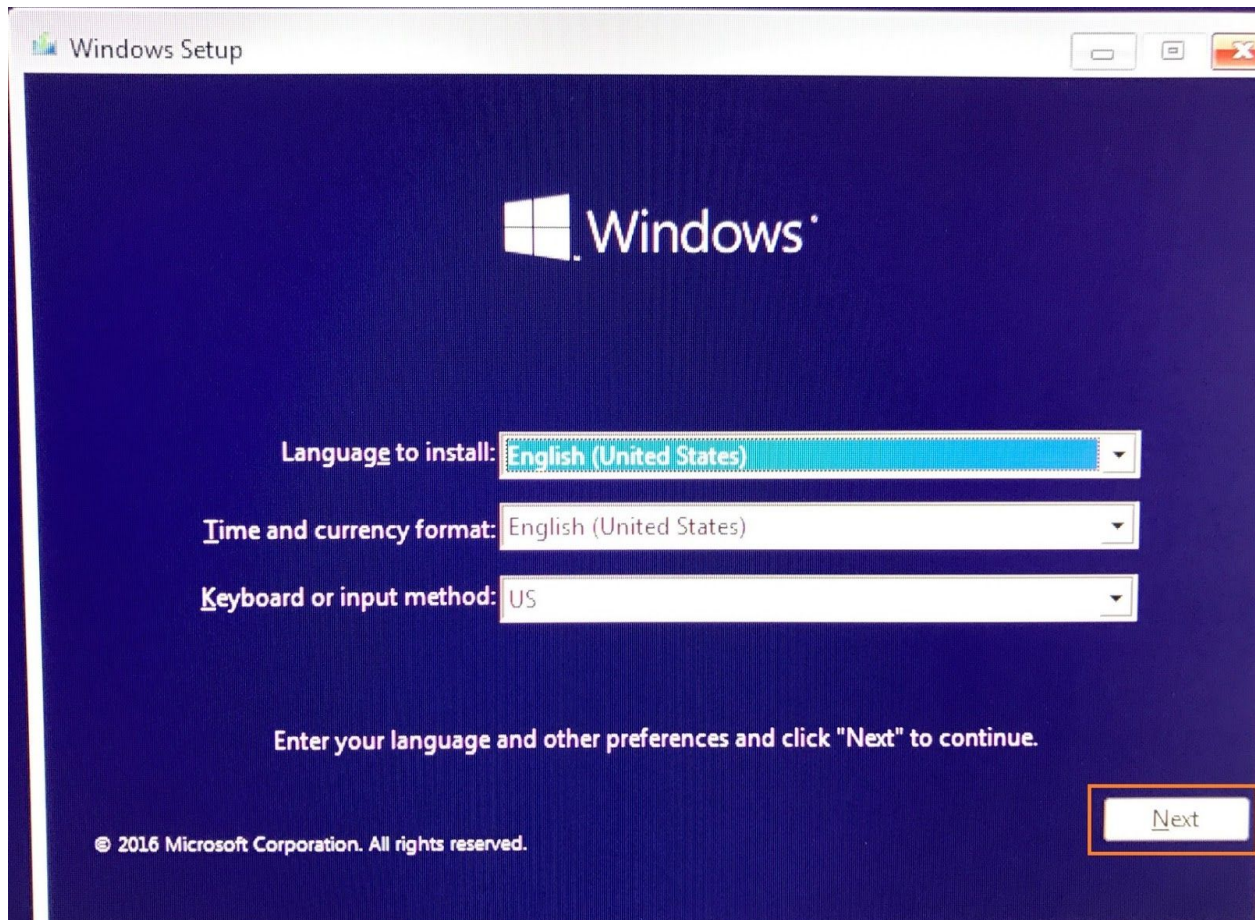 Windows Setup
Windows
Language to install: English (United States)
Time and currency format: English (United States)
Keyboard or input method: US
Enter your language and other preferences and click "Next" to continue.
Next
© 2016 Microsoft Corporation. All rights reserved.